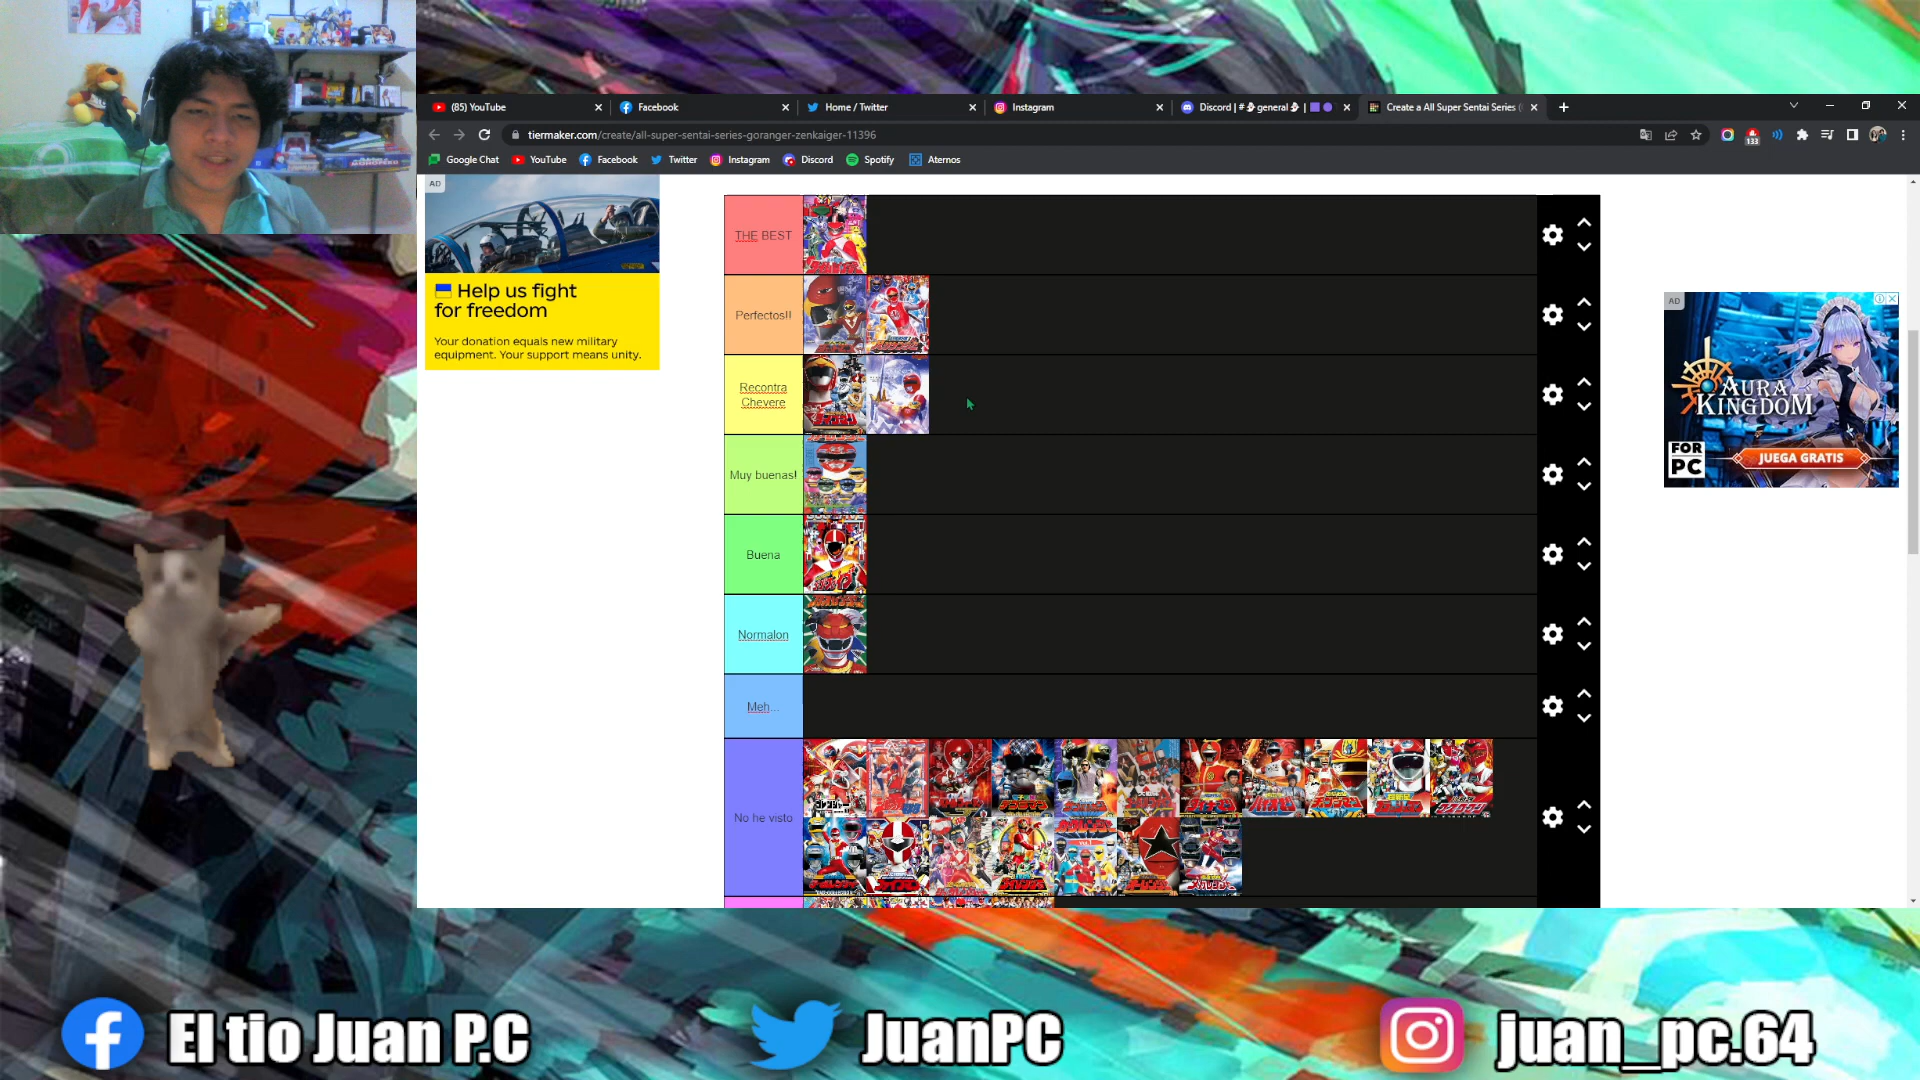 (85) YouTube
Facebook
Home / Twitter
Instagram
Discord | #
general
Create a All Super Sentai Series (
tiermaker.com/create/all-super-sentai-series-goranger-zenkaiger-11396
133
Google Chat
YouTube
Facebook
Twitter
Instagram
Discord
Spotify
Aternos
AD
Help us fight
for freedom
Your donation equals new military
equipment. Your support means unity.
THE BEST
Perfectos!!
Recontra
Chevere
Muy buenas!
Buena
Normalon
Meh...
No he visto
AD
AURA
KINGDOM
FOR
PC
JUEGA GRATIS
El tio Juan P.C
JuanPC
juan_pc.64